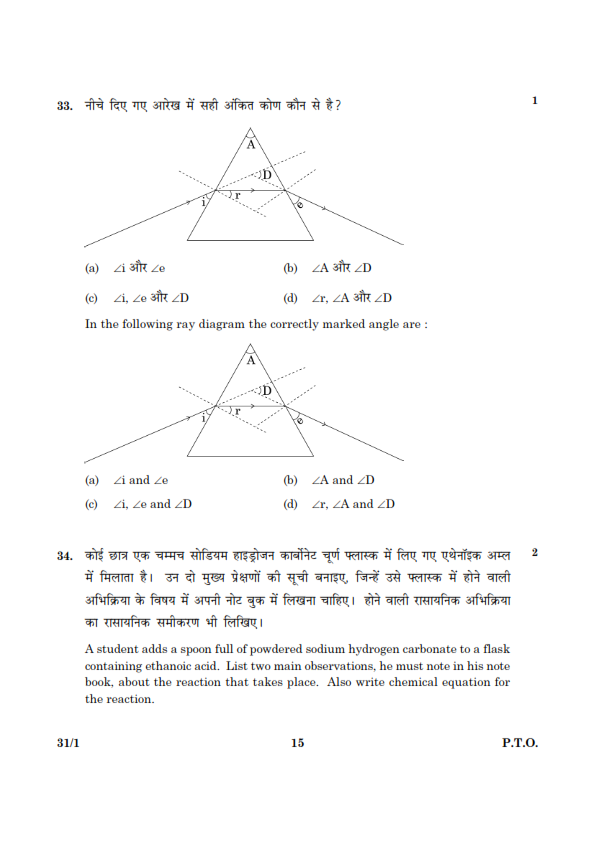 33. नीचे दिए गए आरेख में सही अंकित कोण कौन से है ? 1
A
D
i r e
(a) ∠i और ∠e (b) ∠A और ∠D
(c) ∠i, ∠e और ∠D (d) ∠r, ∠A और ∠D
In the following ray diagram the correctly marked angle are :
A
D
i r e
(a) ∠i and ∠e (b) ∠A and ∠D
(c) ∠i, ∠e and ∠D (d) ∠r, ∠A and ∠D
34. कोई छात्र एक चम्मच सोडियम हाइड्रोजन कार्बोनेट चूर्ण फ्लास्क में लिए गए एथेनॉइक अम्ल 2
में मिलाता है। उन दो मुख्य प्रेक्षणों की सूची बनाइए, जिन्हें उसे फ्लास्क में होने वाली
अभिक्रिया के विषय में अपनी नोट बुक में लिखना चाहिए। होने वाली रासायनिक अभिक्रिया
का रासायनिक समीकरण भी लिखिए।
A student adds a spoon full of powdered sodium hydrogen carbonate to a flask
containing ethanoic acid. List two main observations, he must note in his note
book, about the reaction that takes place. Also write chemical equation for
the reaction.
31/1 15 P.T.O.